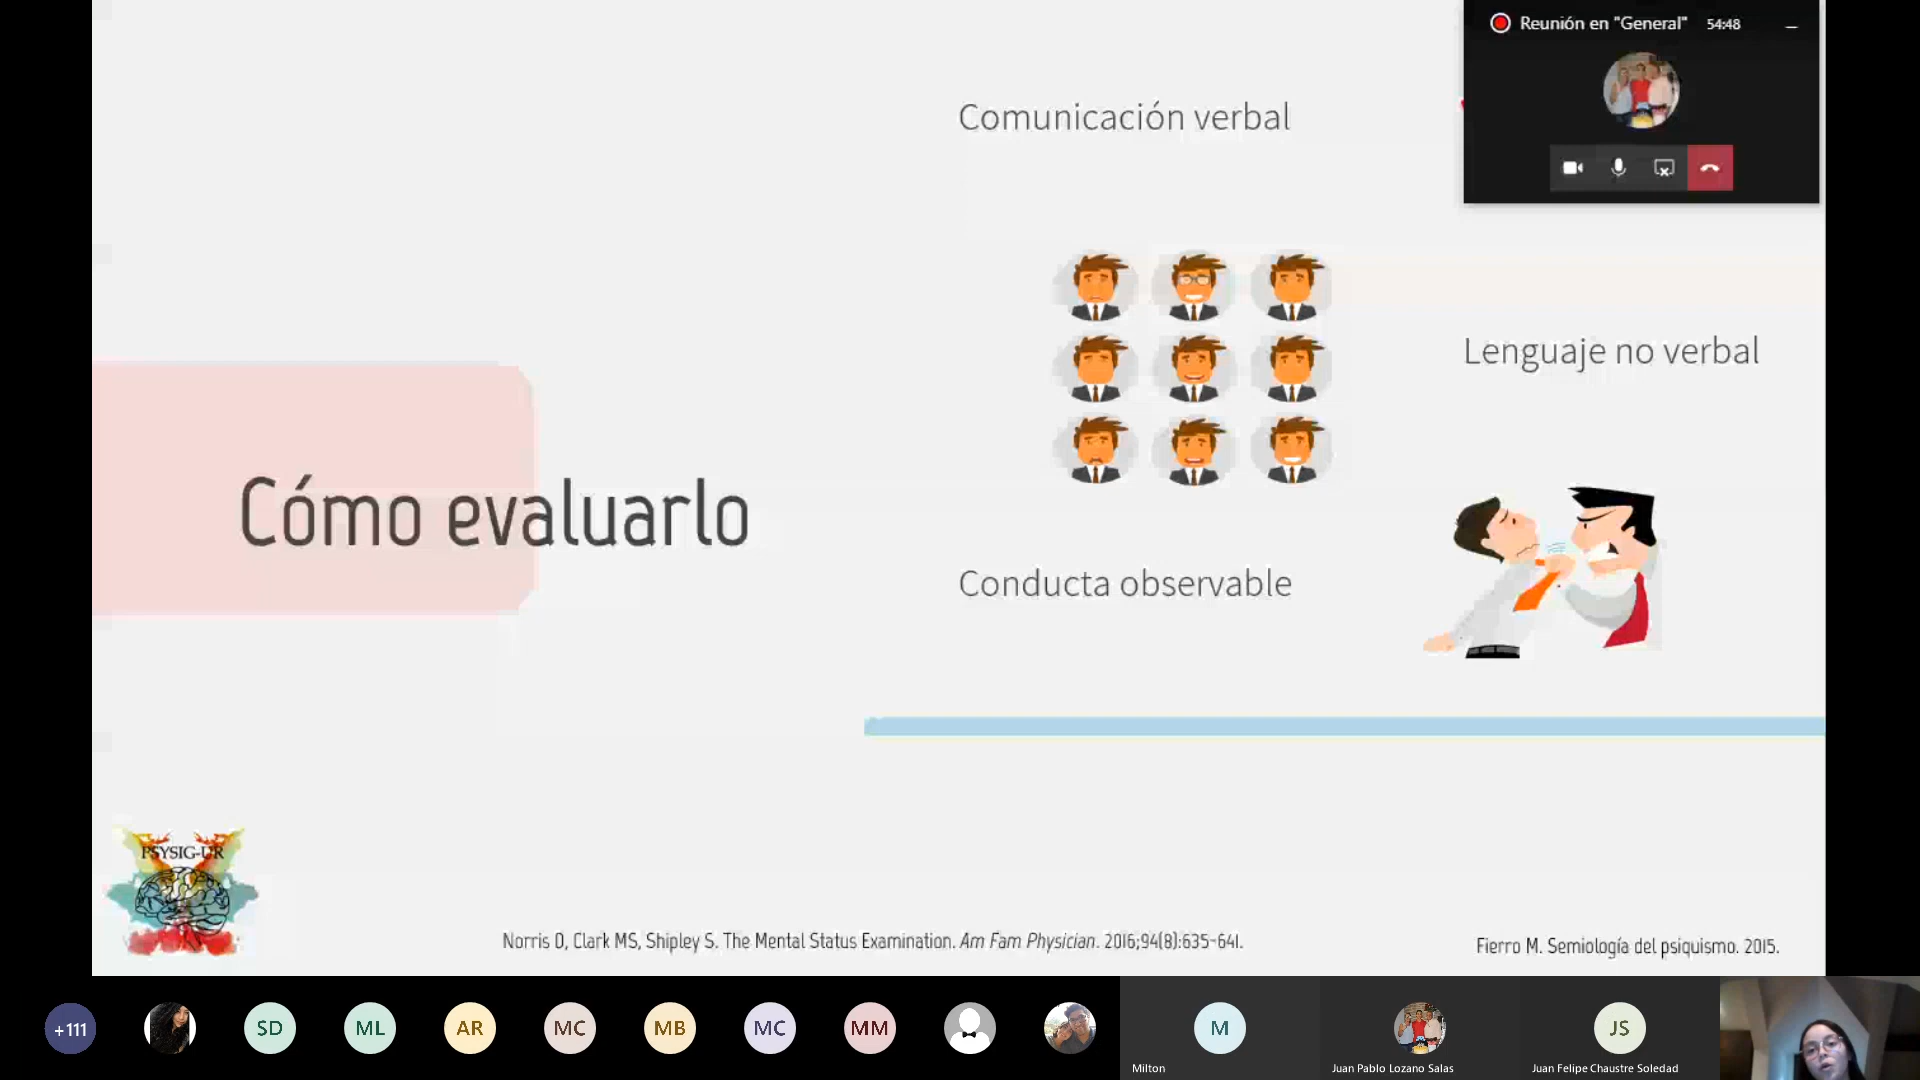 Reunión en "General" 54:48
Comunicación verbal
Lenguaje no verbal
Cómo evaluarlo
Conducta observable
PSYSIG-UR
Norris D, Clark MS, Shipley S. The Mental Status Examination. Am Fam Physician. 2016;94(8):635-641.
Fierro M. Semiología del psiquismo. 2015.
+111 SD ML AR MC MB MC MM M JS
Milton
Juan Pablo Lozano Salas
Juan Felipe Chaustre Soledad